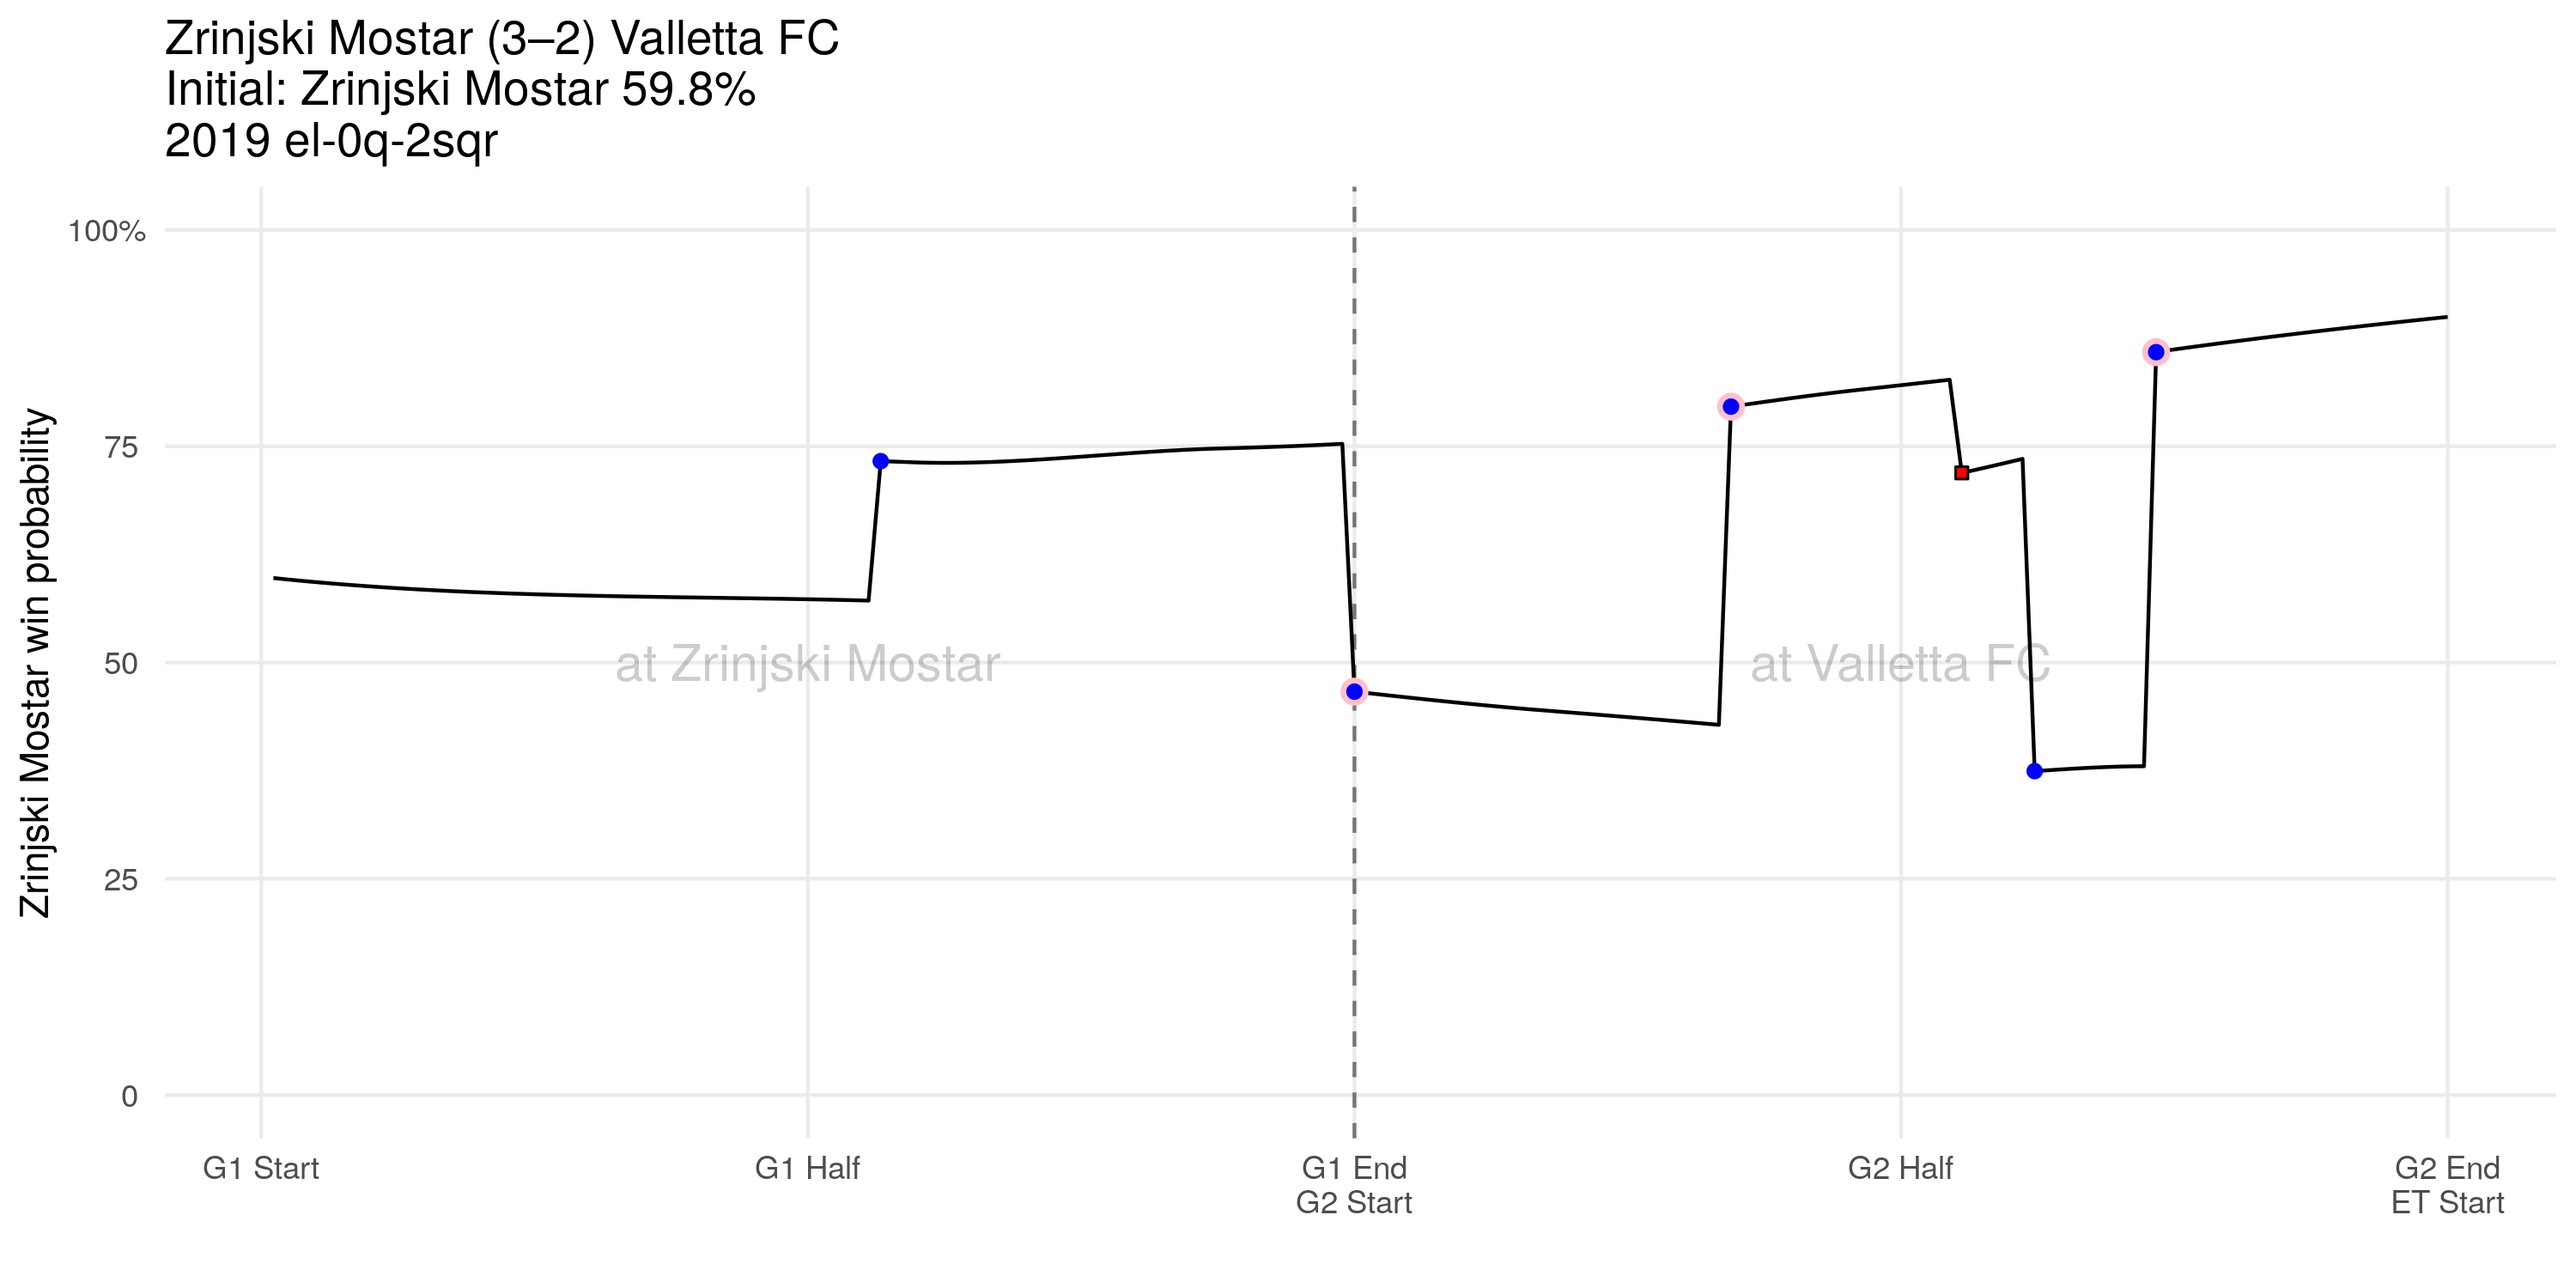 Zrinjski Mostar (3–2) Valletta FC
Initial: Zrinjski Mostar 59.8%
2019 el-0q-2sqr
Zrinjski Mostar win probability
100%
75
50
25
0
at Zrinjski Mostar
at Valletta FC
G1 Start
G1 Half
G1 End
G2 Start
G2 Half
G2 End
ET Start